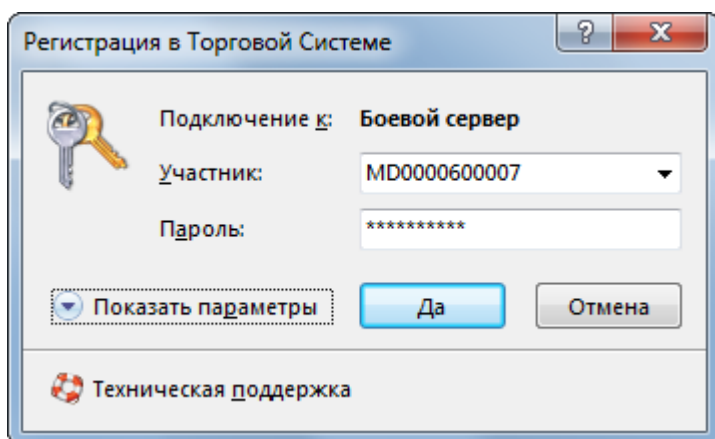 Регистрация в Торговой Системе
Подключение к: Боевой сервер
Участник: MD0000600007
Пароль: **********
Показать параметры Да Отмена
Техническая поддержка